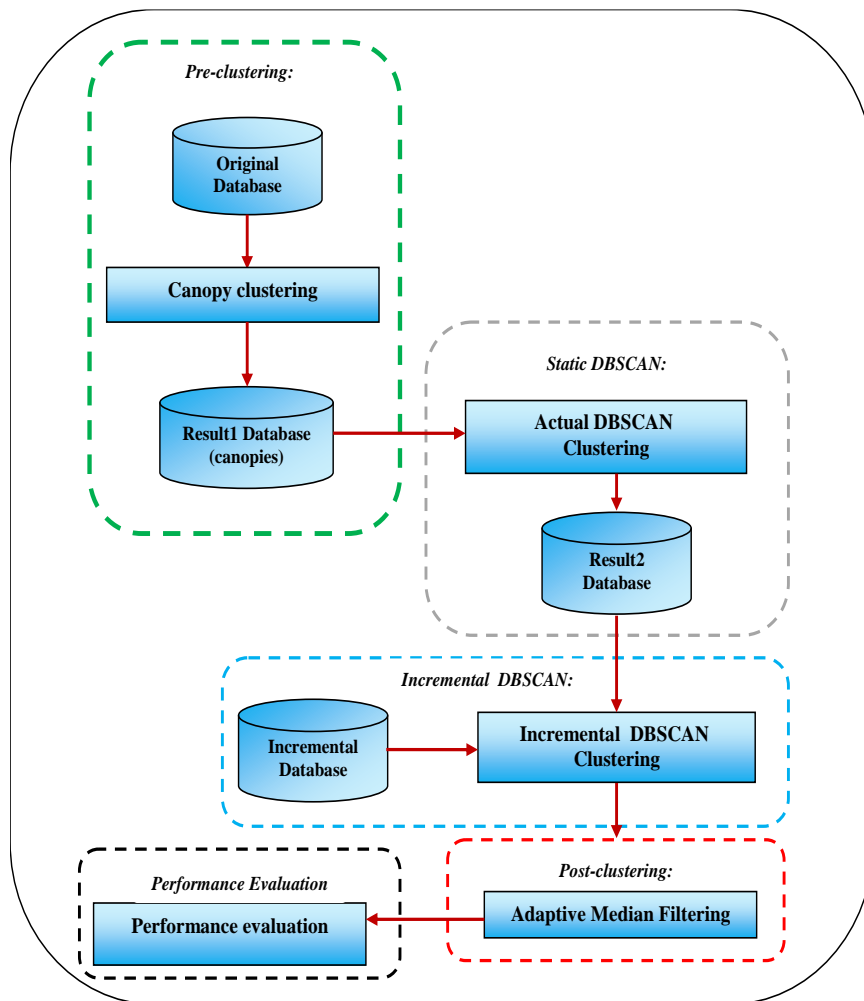 Pre-clustering:
Original
Database
Canopy clustering
Result1 Database
(canopies)
Static DBSCAN:
Actual DBSCAN
Clustering
Result2
Database
Incremental DBSCAN:
Incremental
Database
Incremental DBSCAN
Clustering
Post-clustering:
Adaptive Median Filtering
Performance Evaluation
Performance evaluation